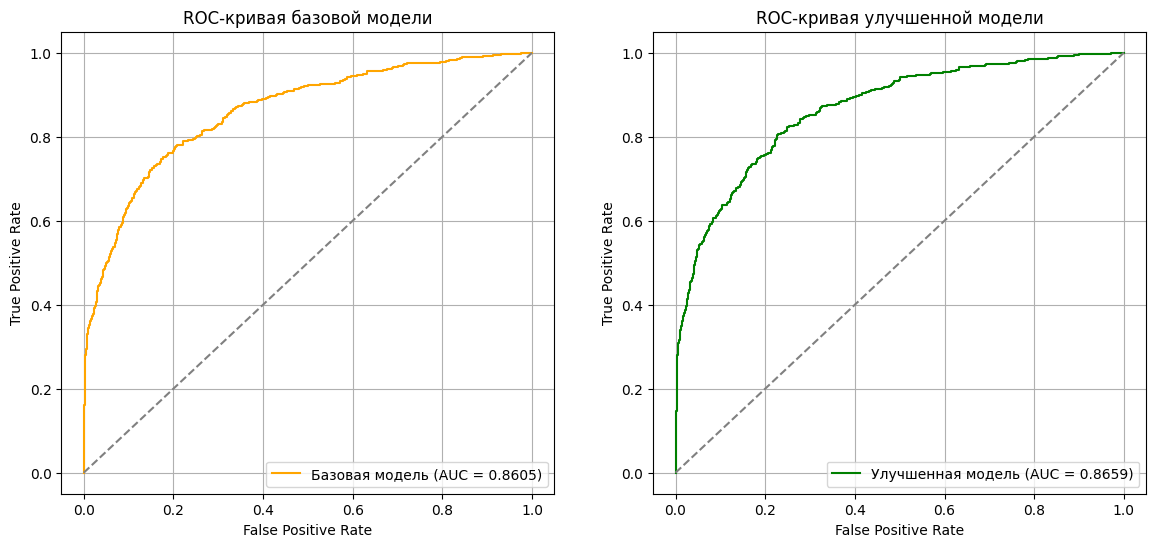 ROC-кривая базовой модели
True Positive Rate
1.0
0.8
0.6
0.4
0.2
0.0
0.0 0.2 0.4 0.6 0.8 1.0
False Positive Rate
Базовая модель (AUC = 0.8605)
ROC-кривая улучшенной модели
True Positive Rate
1.0
0.8
0.6
0.4
0.2
0.0
0.0 0.2 0.4 0.6 0.8 1.0
False Positive Rate
Улучшенная модель (AUC = 0.8659)